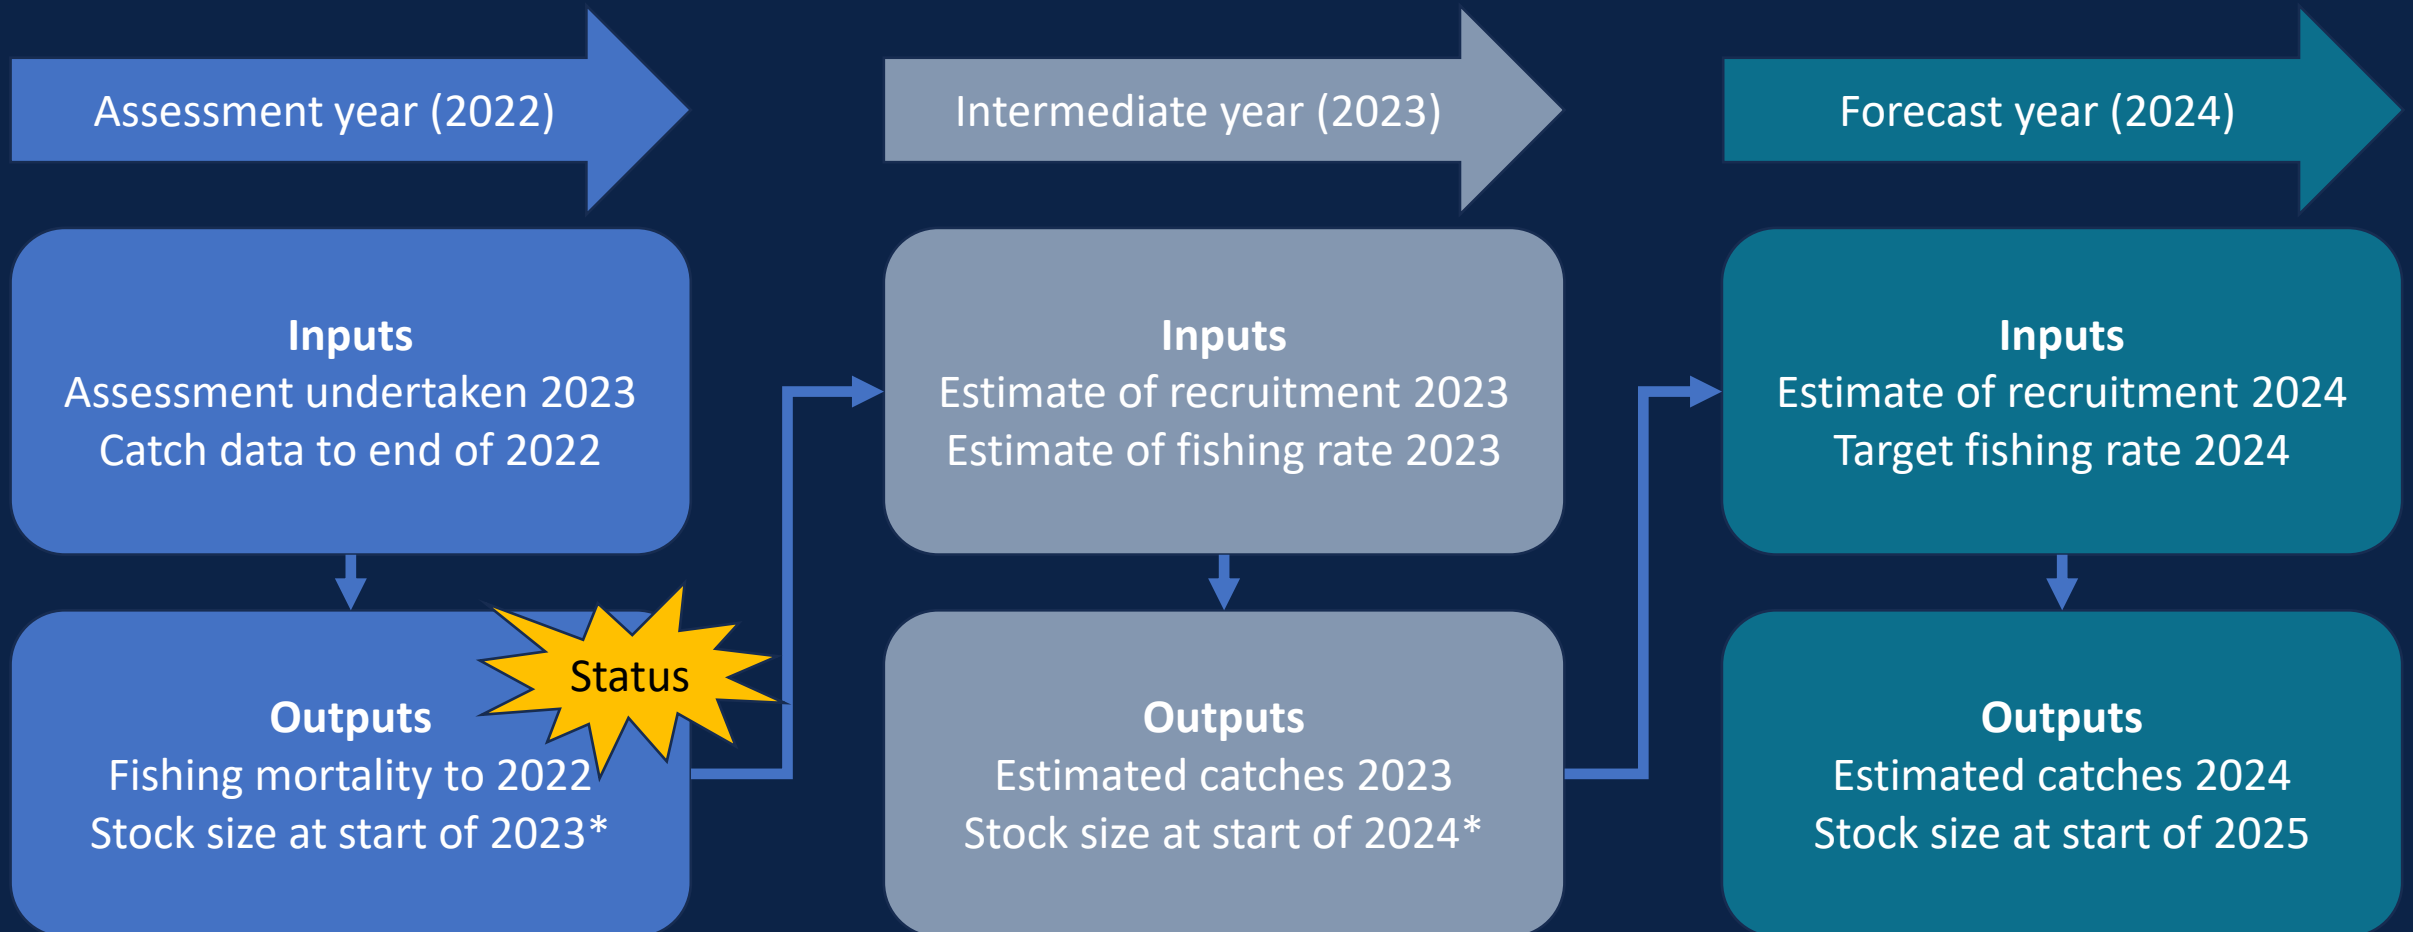 Assessment year (2022)
Intermediate year (2023)
Forecast year (2024)
Inputs
Assessment undertaken 2023
Catch data to end of 2022
Inputs
Estimate of recruitment 2023
Estimate of fishing rate 2023
Inputs
Estimate of recruitment 2024
Target fishing rate 2024
Status
Outputs
Fishing mortality to 2022
Stock size at start of 2023*
Outputs
Estimated catches 2023
Stock size at start of 2024*
Outputs
Estimated catches 2024
Stock size at start of 2025